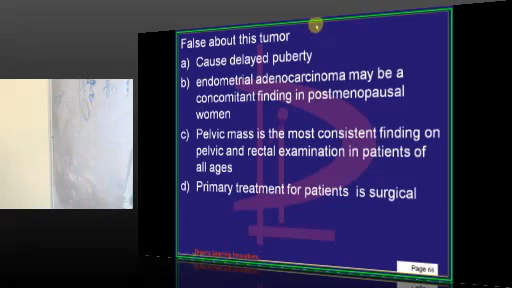 False about this tumor
a) Cause delayed puberty
b) endometrial adenocarcinoma may be a
concomitant finding in postmenopausal
women
c) Pelvic mass is the most consistent finding on
pelvic and rectal examination in patients of
all ages
d) Primary treatment for patients is surgical
Page 66